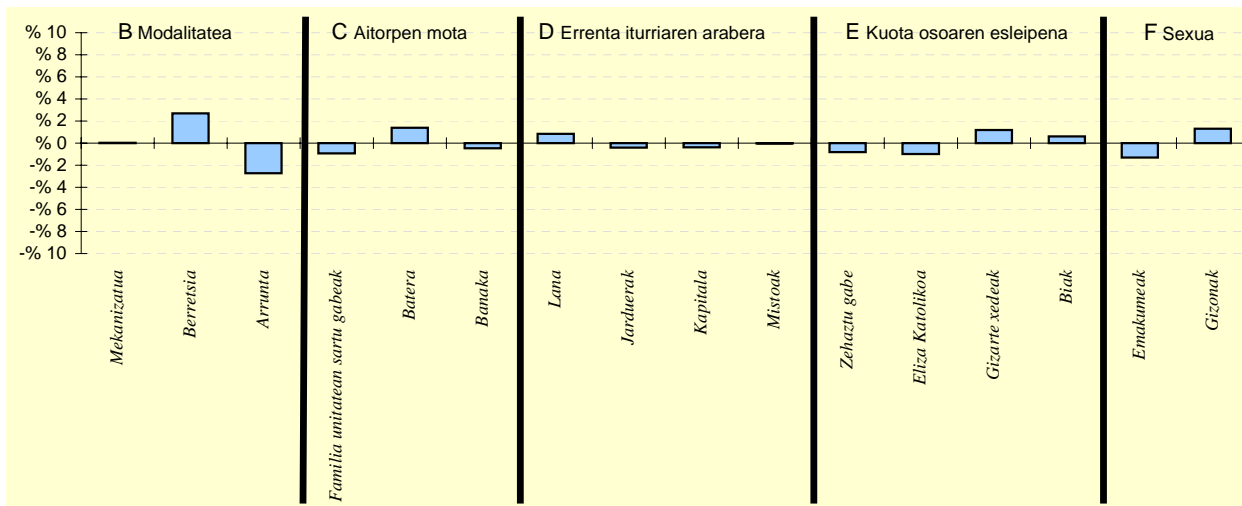 B Modalitatea
C Aitorpen mota
D Errenta iturriaren arabera
E Kuota osoaren esleipena
F Sexua
% 10
% 8
% 6
% 4
% 2
% 0
-% 2
-% 4
-% 6
-% 8
-% 10
Mekanizatua
Berretsia
Arrunta
Familia unitatean sartu gabeak
Batera
Banaka
Lana
Jarduerak
Kapitala
Mistoak
Zehaztu gabe
Eliza Katolikoa
Gizarte xedeak
Biak
Emakumeak
Gizonak